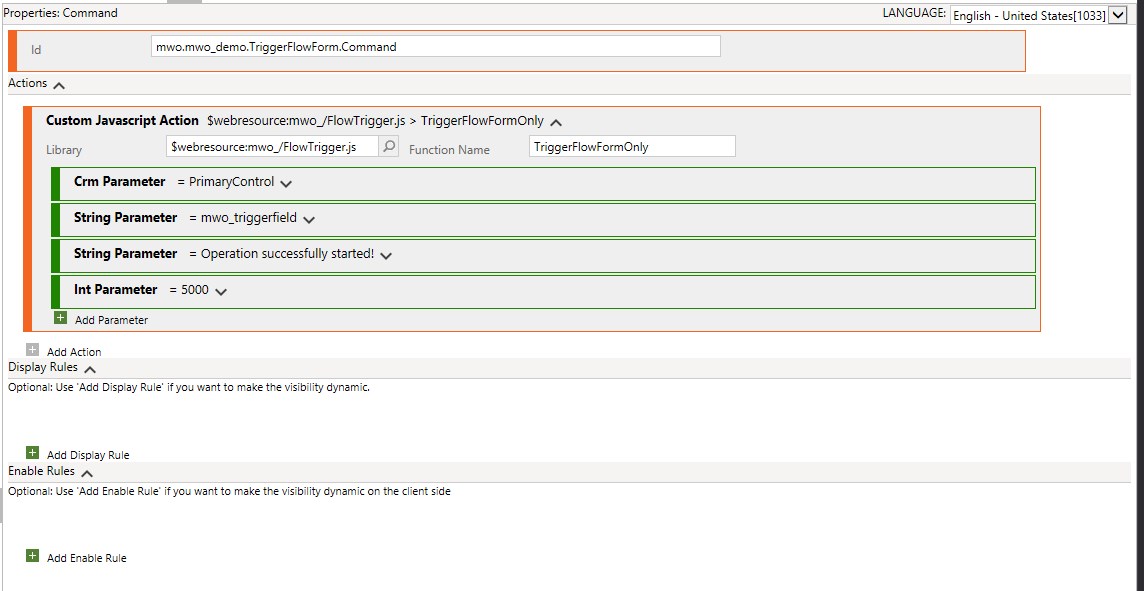 Properties: Command LANGUAGE: English - United States[1033]
Id mwo.mwo_demo.TriggerFlowForm.Command
Actions
Custom Javascript Action $webresource:mwo_/FlowTrigger.js > TriggerFlowFormOnly
Library $webresource:mwo_/FlowTrigger.js Function Name TriggerFlowFormOnly
Crm Parameter = PrimaryControl
String Parameter = mwo_triggerfield
String Parameter = Operation successfully started!
Int Parameter = 5000
Add Parameter
Add Action
Display Rules
Optional: Use 'Add Display Rule' if you want to make the visibility dynamic.
Add Display Rule
Enable Rules
Optional: Use 'Add Enable Rule' if you want to make the visibility dynamic on the client side
Add Enable Rule